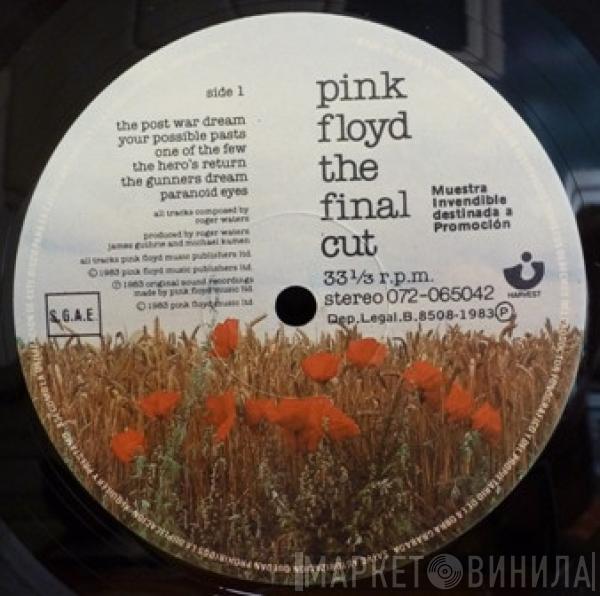 side 1
the post war dream
your possible pasts
one of the few
the hero's return
the gunners dream
paranoid eyes
all tracks composed by
roger waters
produced by roger waters
james guthrie and michael kamen
all tracks pink floyd music publishers ltd.
© 1983 pink floyd music publishers ltd.
℗ 1983 original sound recordings
made by pink floyd music ltd
© 1983 pink floyd music ltd
S.G.A.E.
pink
floyd
the
final
cut
33⅓ r.p.m.
stereo 072-065042
Dep.Legal.B.8508-1983 Ⓟ
Muestra
Invendible
destinada a
Promoción
HARVEST
МАРКЕТ ВИНИЛА